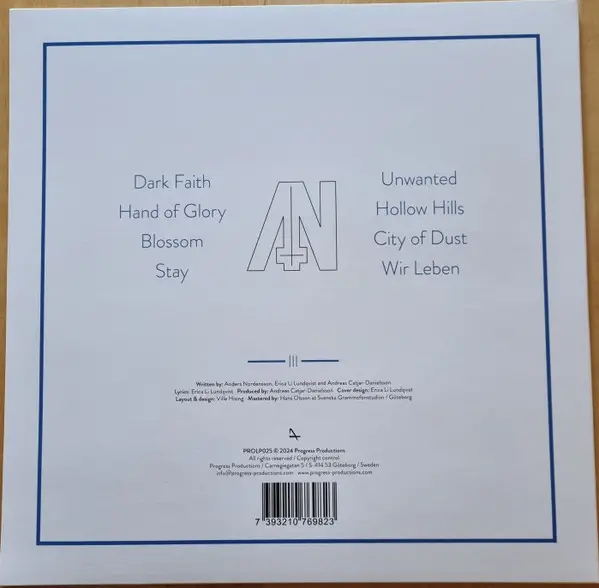 Dark Faith
Hand of Glory
Blossom
Stay
AN
Unwanted
Hollow Hills
City of Dust
Wir Leben
III
Written by: Anders Nordensson, Erica Li Lundqvist and Andreas Catjar-Danielsson
Lyrics: Erica Li Lundqvist · Produced by: Andreas Catjar-Danielsson Cover design: Erica Li Lundqvist
Layout & design: Ville Hising · Mastered by: Hans Olsson at Svenska Grammofonstudion / Göteborg
PROLP025 © 2024 Progress Productions
All rights reserved / Copyright control.
Progress Productions / Carnegiegatan 5 / S-414 53 Göteborg / Sweden
info@progress-productions.com · www.progress-productions.com
7 393210 769823